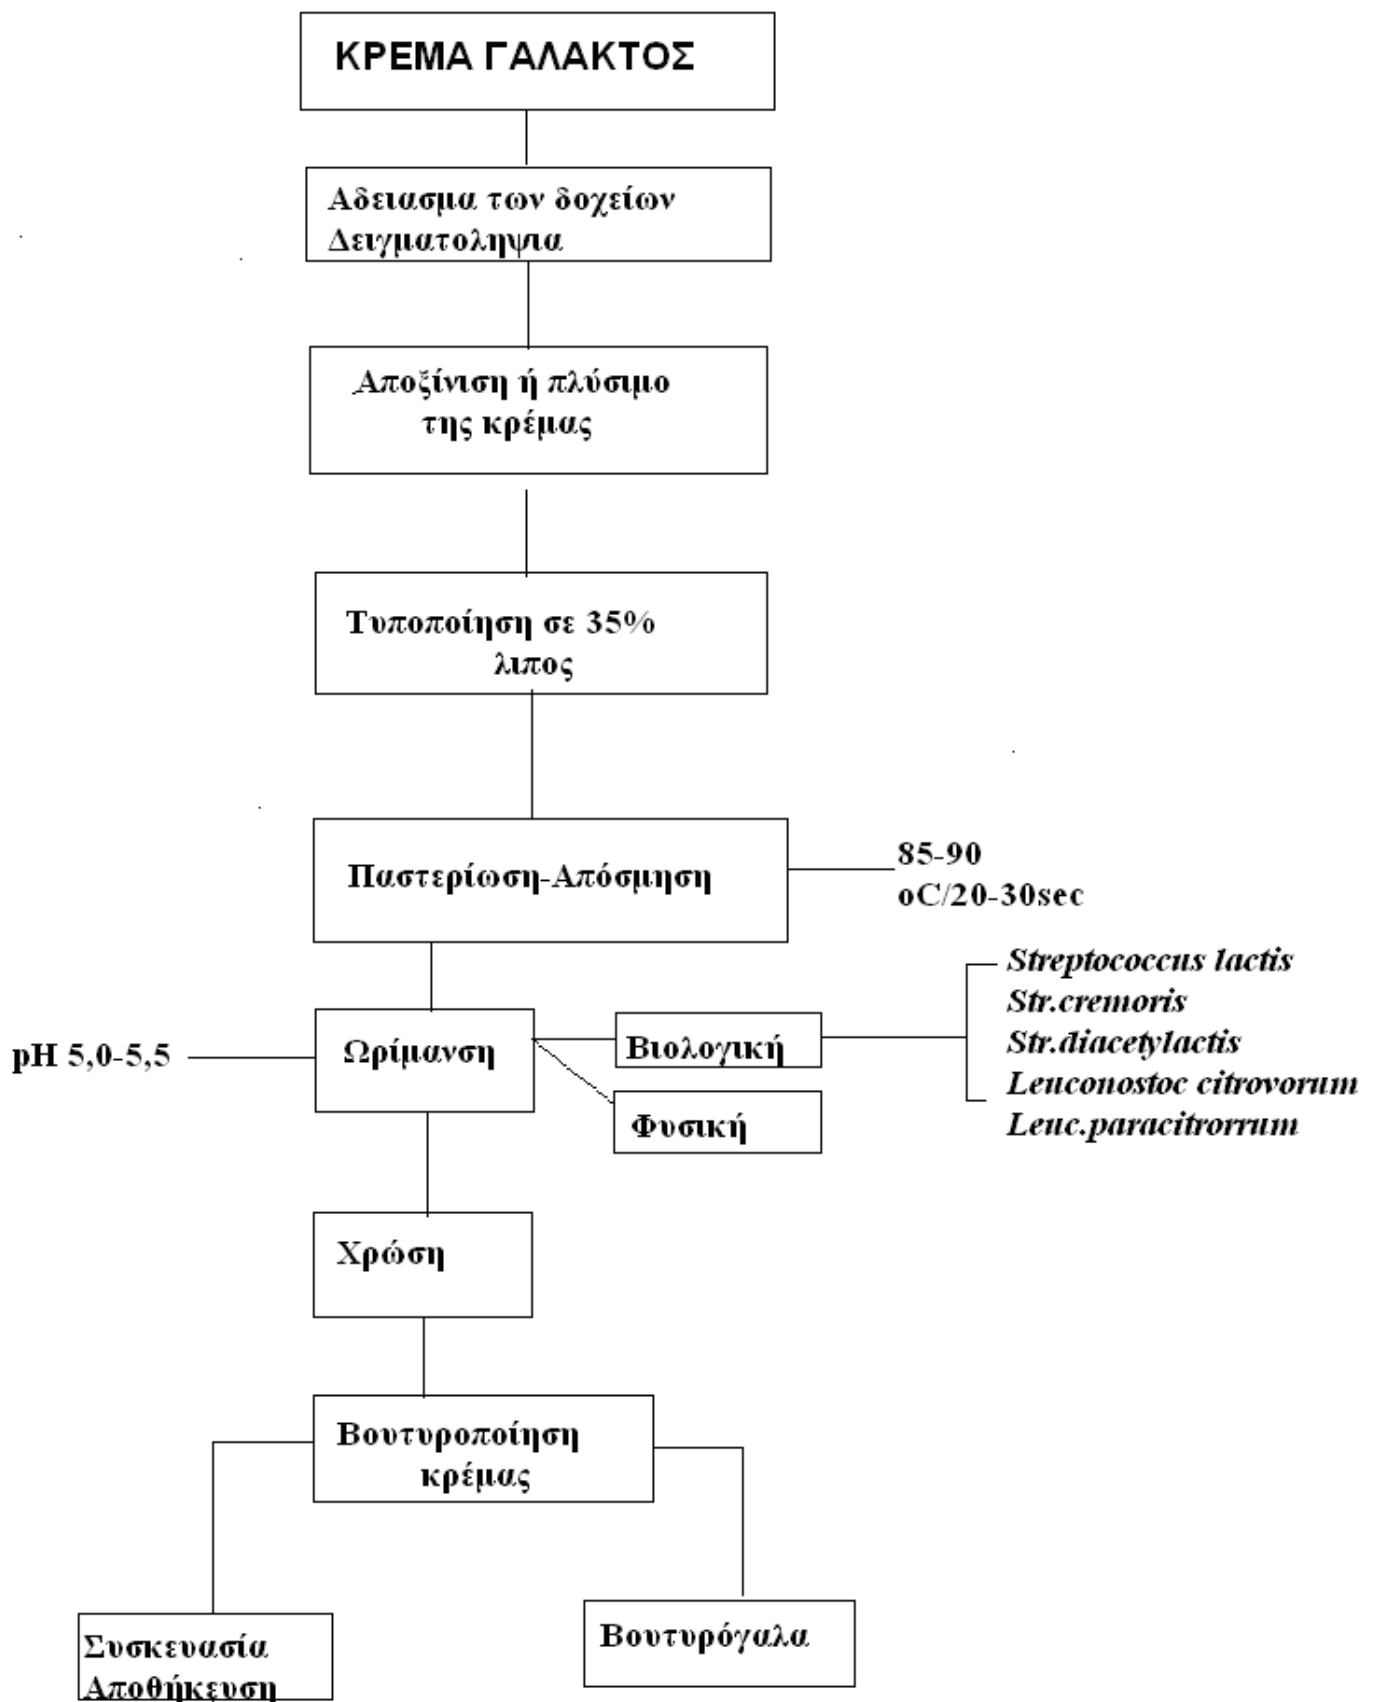 ΚΡΕΜΑ ΓΑΛΑΚΤΟΣ
Αδειασμα των δοχείων
Δειγματοληψια
Αποξίνιση ή πλύσιμο
της κρέμας
Τυποποίηση σε 35%
λιπος
Παστερίωση-Απόσμηση
85-90
oC/20-30sec
Streptococcus lactis
Str.cremoris
Str.diacetylactis
Leuconostoc citrovorum
Leuc.paracitrorrum
pH 5,0-5,5
Ωρίμανση
Βιολογική
Φυσική
Χρώση
Βουτυροποίηση
κρέμας
Συσκευασία
Αποθήκευση
Βουτυρόγαλα